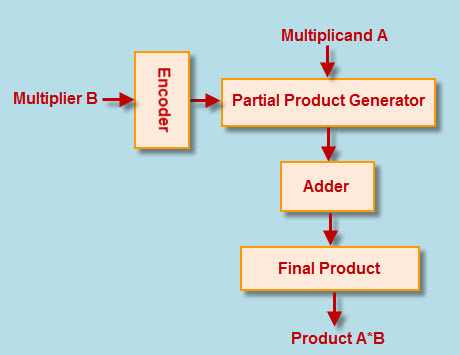 Multiplicand A
Multiplier B
Encoder
Partial Product Generator
Adder
Final Product
Product A*B